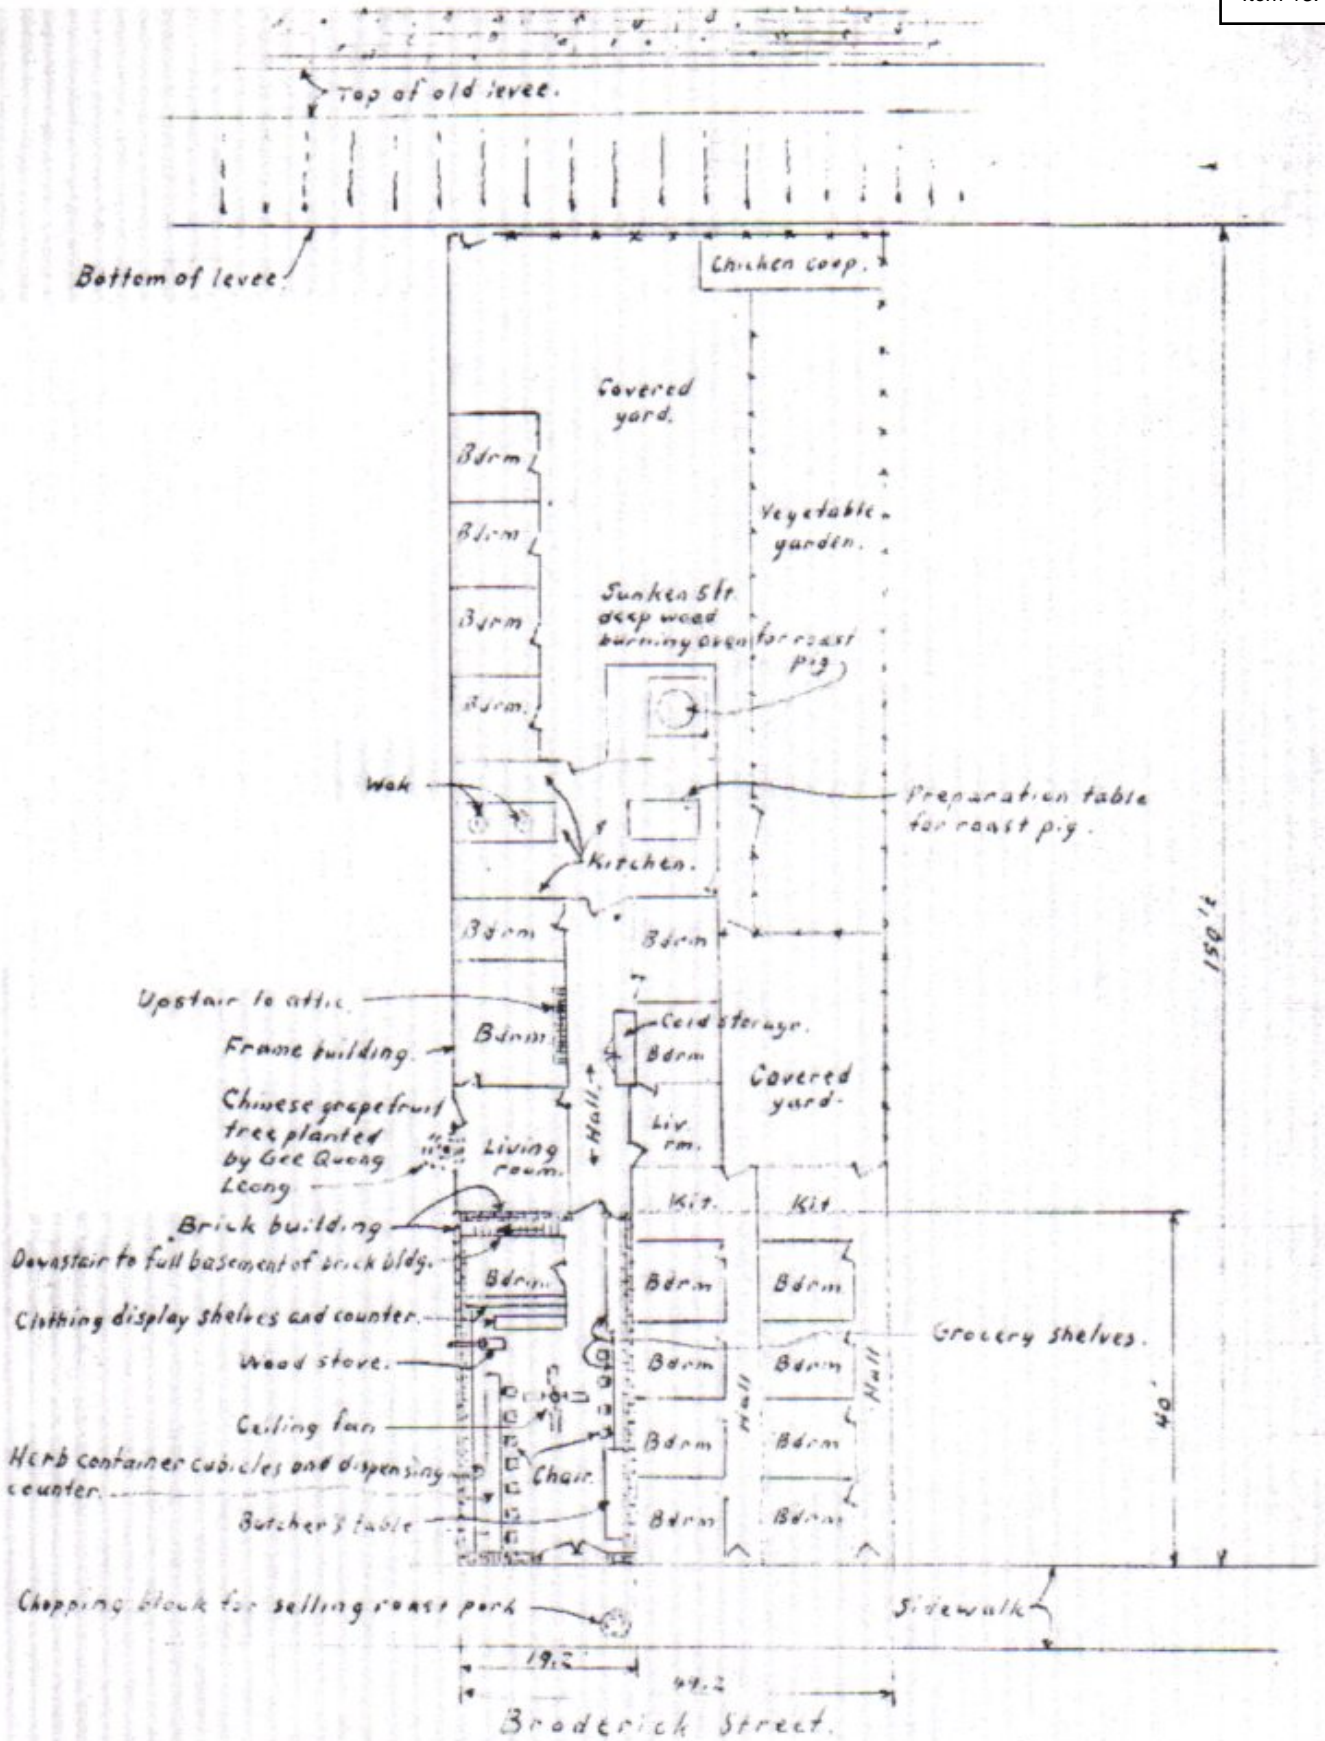 Top of old levee.
Bottom of levee.
Chicken coop.
Covered
yard.
Bdrm
Bdrm
Vegetable
garden.
Bdrm
Sunken 5ft.
deep wood
burning oven for roast
pig
Bdrm.
Wok
Preparation table
for roast pig.
Kitchen.
Bdrm
Bdrm
150'±
Upstair to attic
Cold storage.
Frame building.
Bdrm.
Bdrm
Covered
yard.
Chinese grapefruit
tree planted
by Gee Quong
Leong
Hall
Living
room.
Liv.
rm.
Kit.
Kit
Brick building
Downstair to full basement of brick bldg.
Bdrm.
Bdrm
Bdrm
Clothing display shelves and counter.
Grocery shelves.
Wood stove.
Bdrm
Bdrm
Hall
Hall
40'
Ceiling fan
Bdrm
Bdrm
Herb container cubicles and dispensing
counter.
Chair.
Butcher's table
Bdrm
Bdrm
Chopping block for selling roast pork
Sidewalk
19.2
49.2
Broderick Street.